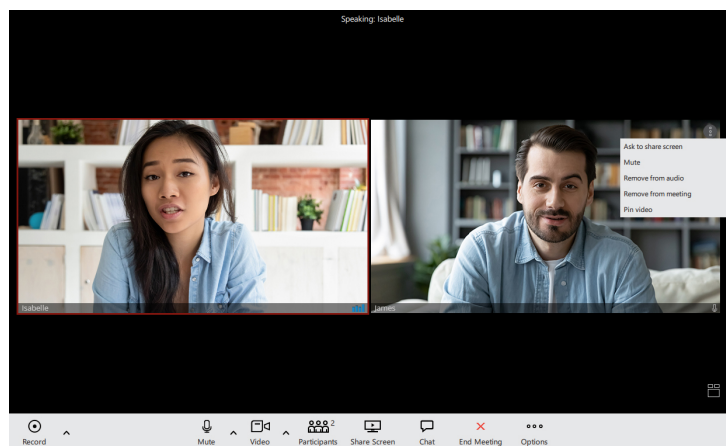 Speaking: Isabelle
Ask to share screen
Mute
Remove from audio
Remove from meeting
Pin video
Isabelle
James
Record
Mute
Video
Participants
2
Share Screen
Chat
End Meeting
Options